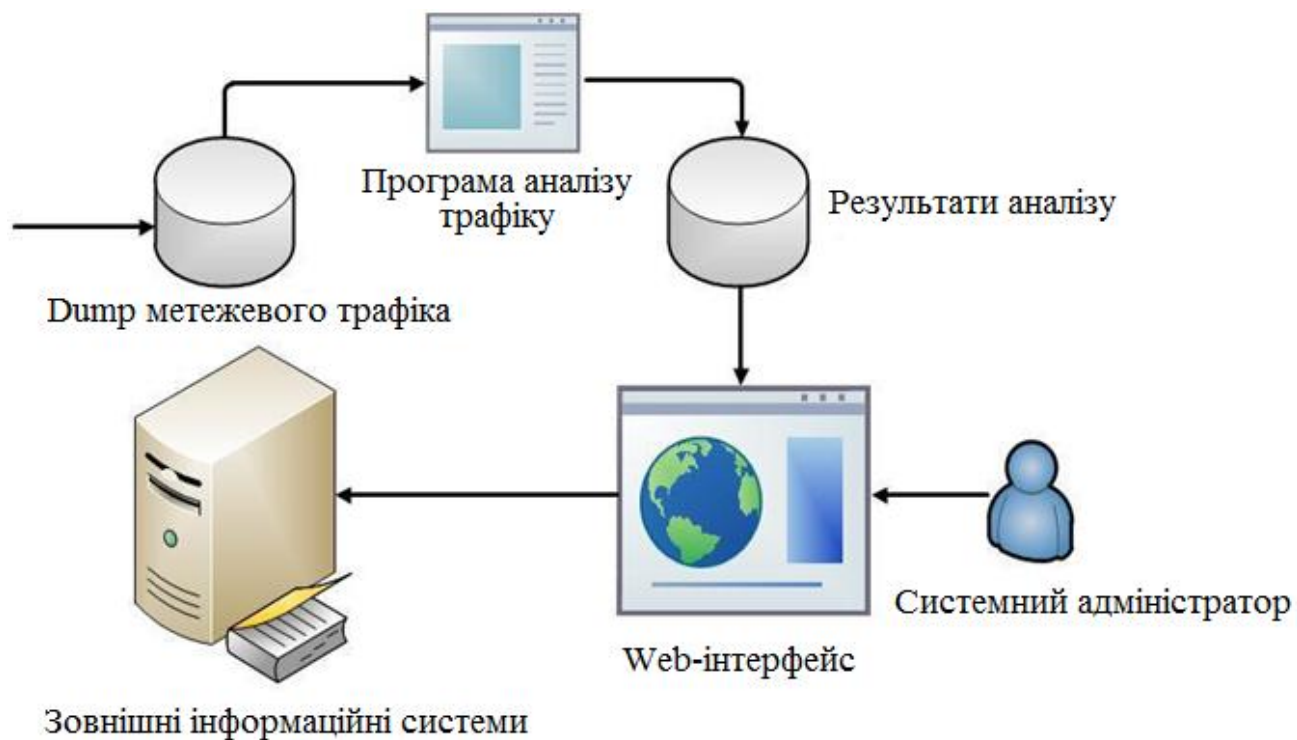 Програма аналізу
трафіку
Результати аналізу
Dump метежевого трафіка
Системний адміністратор
Web-інтерфейс
Зовнішні інформаційні системи